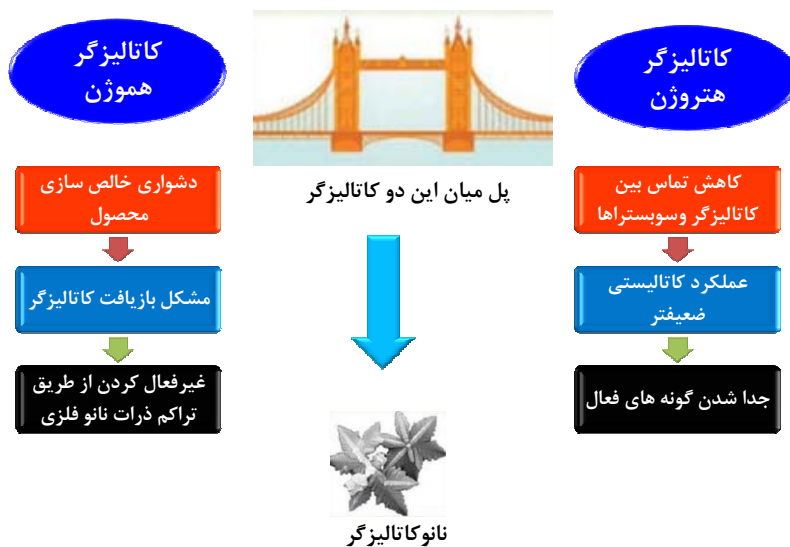 کاتالیزگر
هتروژن
کاهش تماس بین
کاتالیزگر وسوبستراها
عملکرد کاتالیستی
ضعیفتر
جدا شدن گونه های فعال
پل میان این دو کاتالیزگر
نانوکاتالیزگر
کاتالیزگر
هموژن
دشواری خالص سازی
محصول
مشکل بازیافت کاتالیزگر
غیرفعال کردن از طریق
تراکم ذرات نانو فلزی